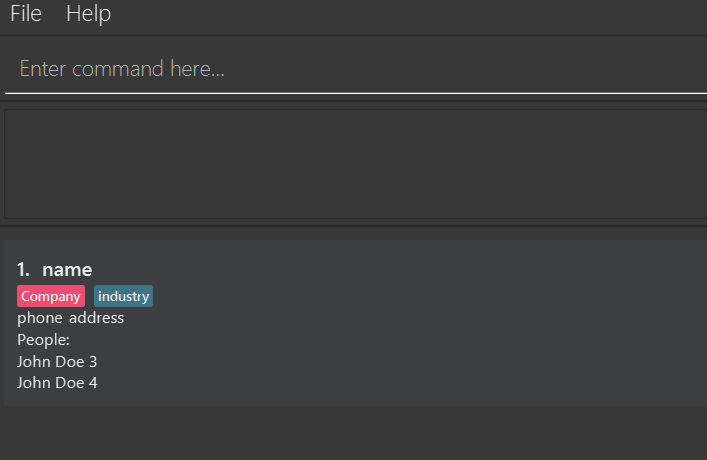 File Help
Enter command here...
1. name
Company industry
phone address
People:
John Doe 3
John Doe 4